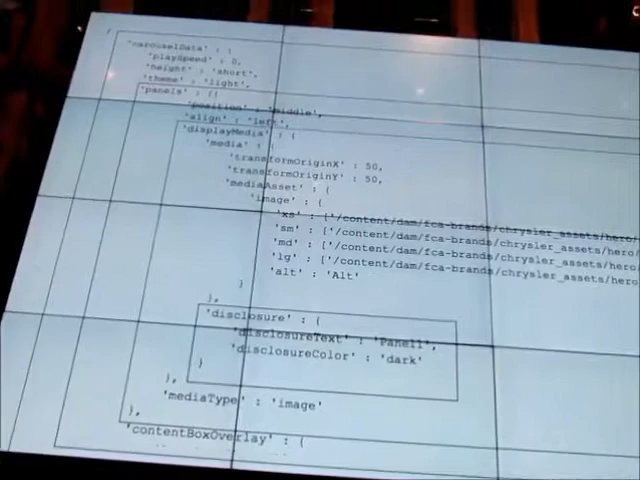 {
'carouselData' : {
'playSpeed' : 0,
'height' : 'short',
'theme' : 'light',
'panels' : [{
'position' : 'middle',
'align' : 'left',
'displayMedia' : {
'media' : {
'transformOriginX' : 50,
'transformOriginY' : 50,
'mediaAsset' : {
'image' : {
'xs' : ['/content/dam/fca-brands/chrysler_assets/hero/
'sm' : ['/content/dam/fca-brands/chrysler_assets/hero/
'md' : ['/content/dam/fca-brands/chrysler_assets/hero/
'lg' : ['/content/dam/fca-brands/chrysler_assets/hero
'alt' : 'Alt'
}
},
'disclosure' : {
'disclosureText' : 'Panel1',
'disclosureColor' : 'dark'
}
},
'mediaType' : 'image'
},
'contentBoxOverlay' : {